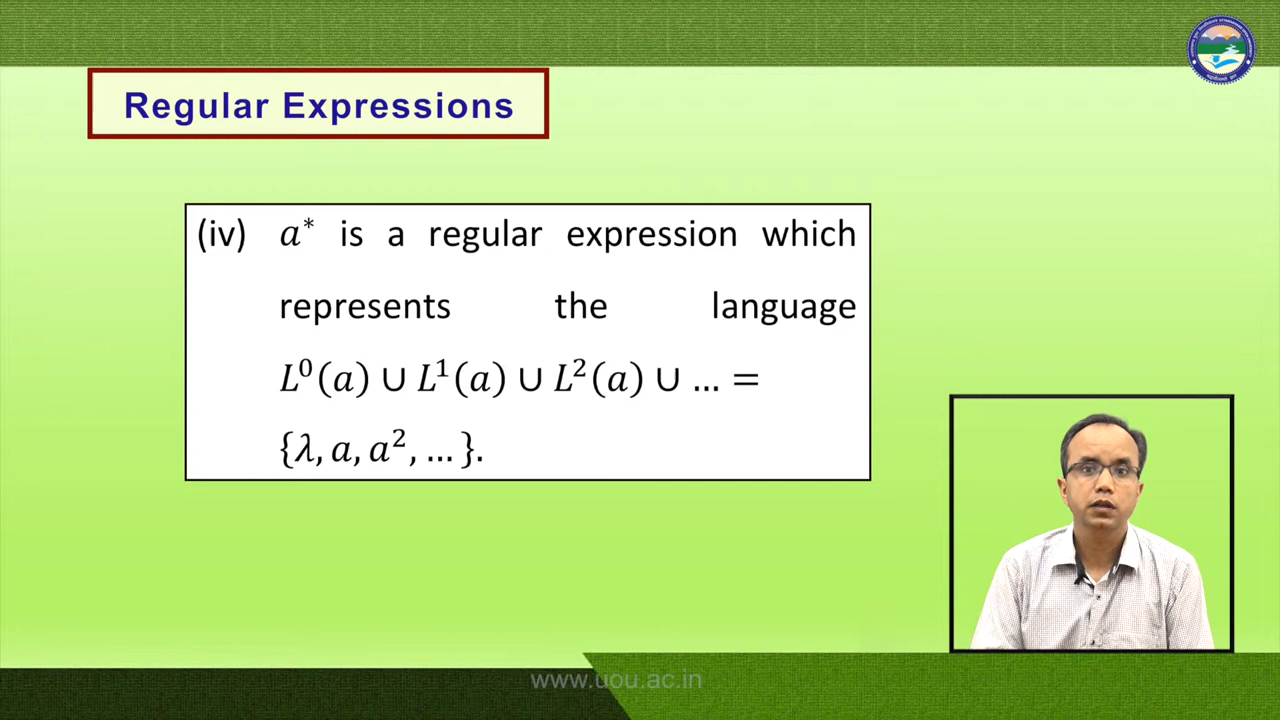 Regular Expressions
(iv) a* is a regular expression which
represents the language
L⁰(a) ∪ L¹(a) ∪ L²(a) ∪ … =
{λ, a, a², … }.
www.uou.ac.in